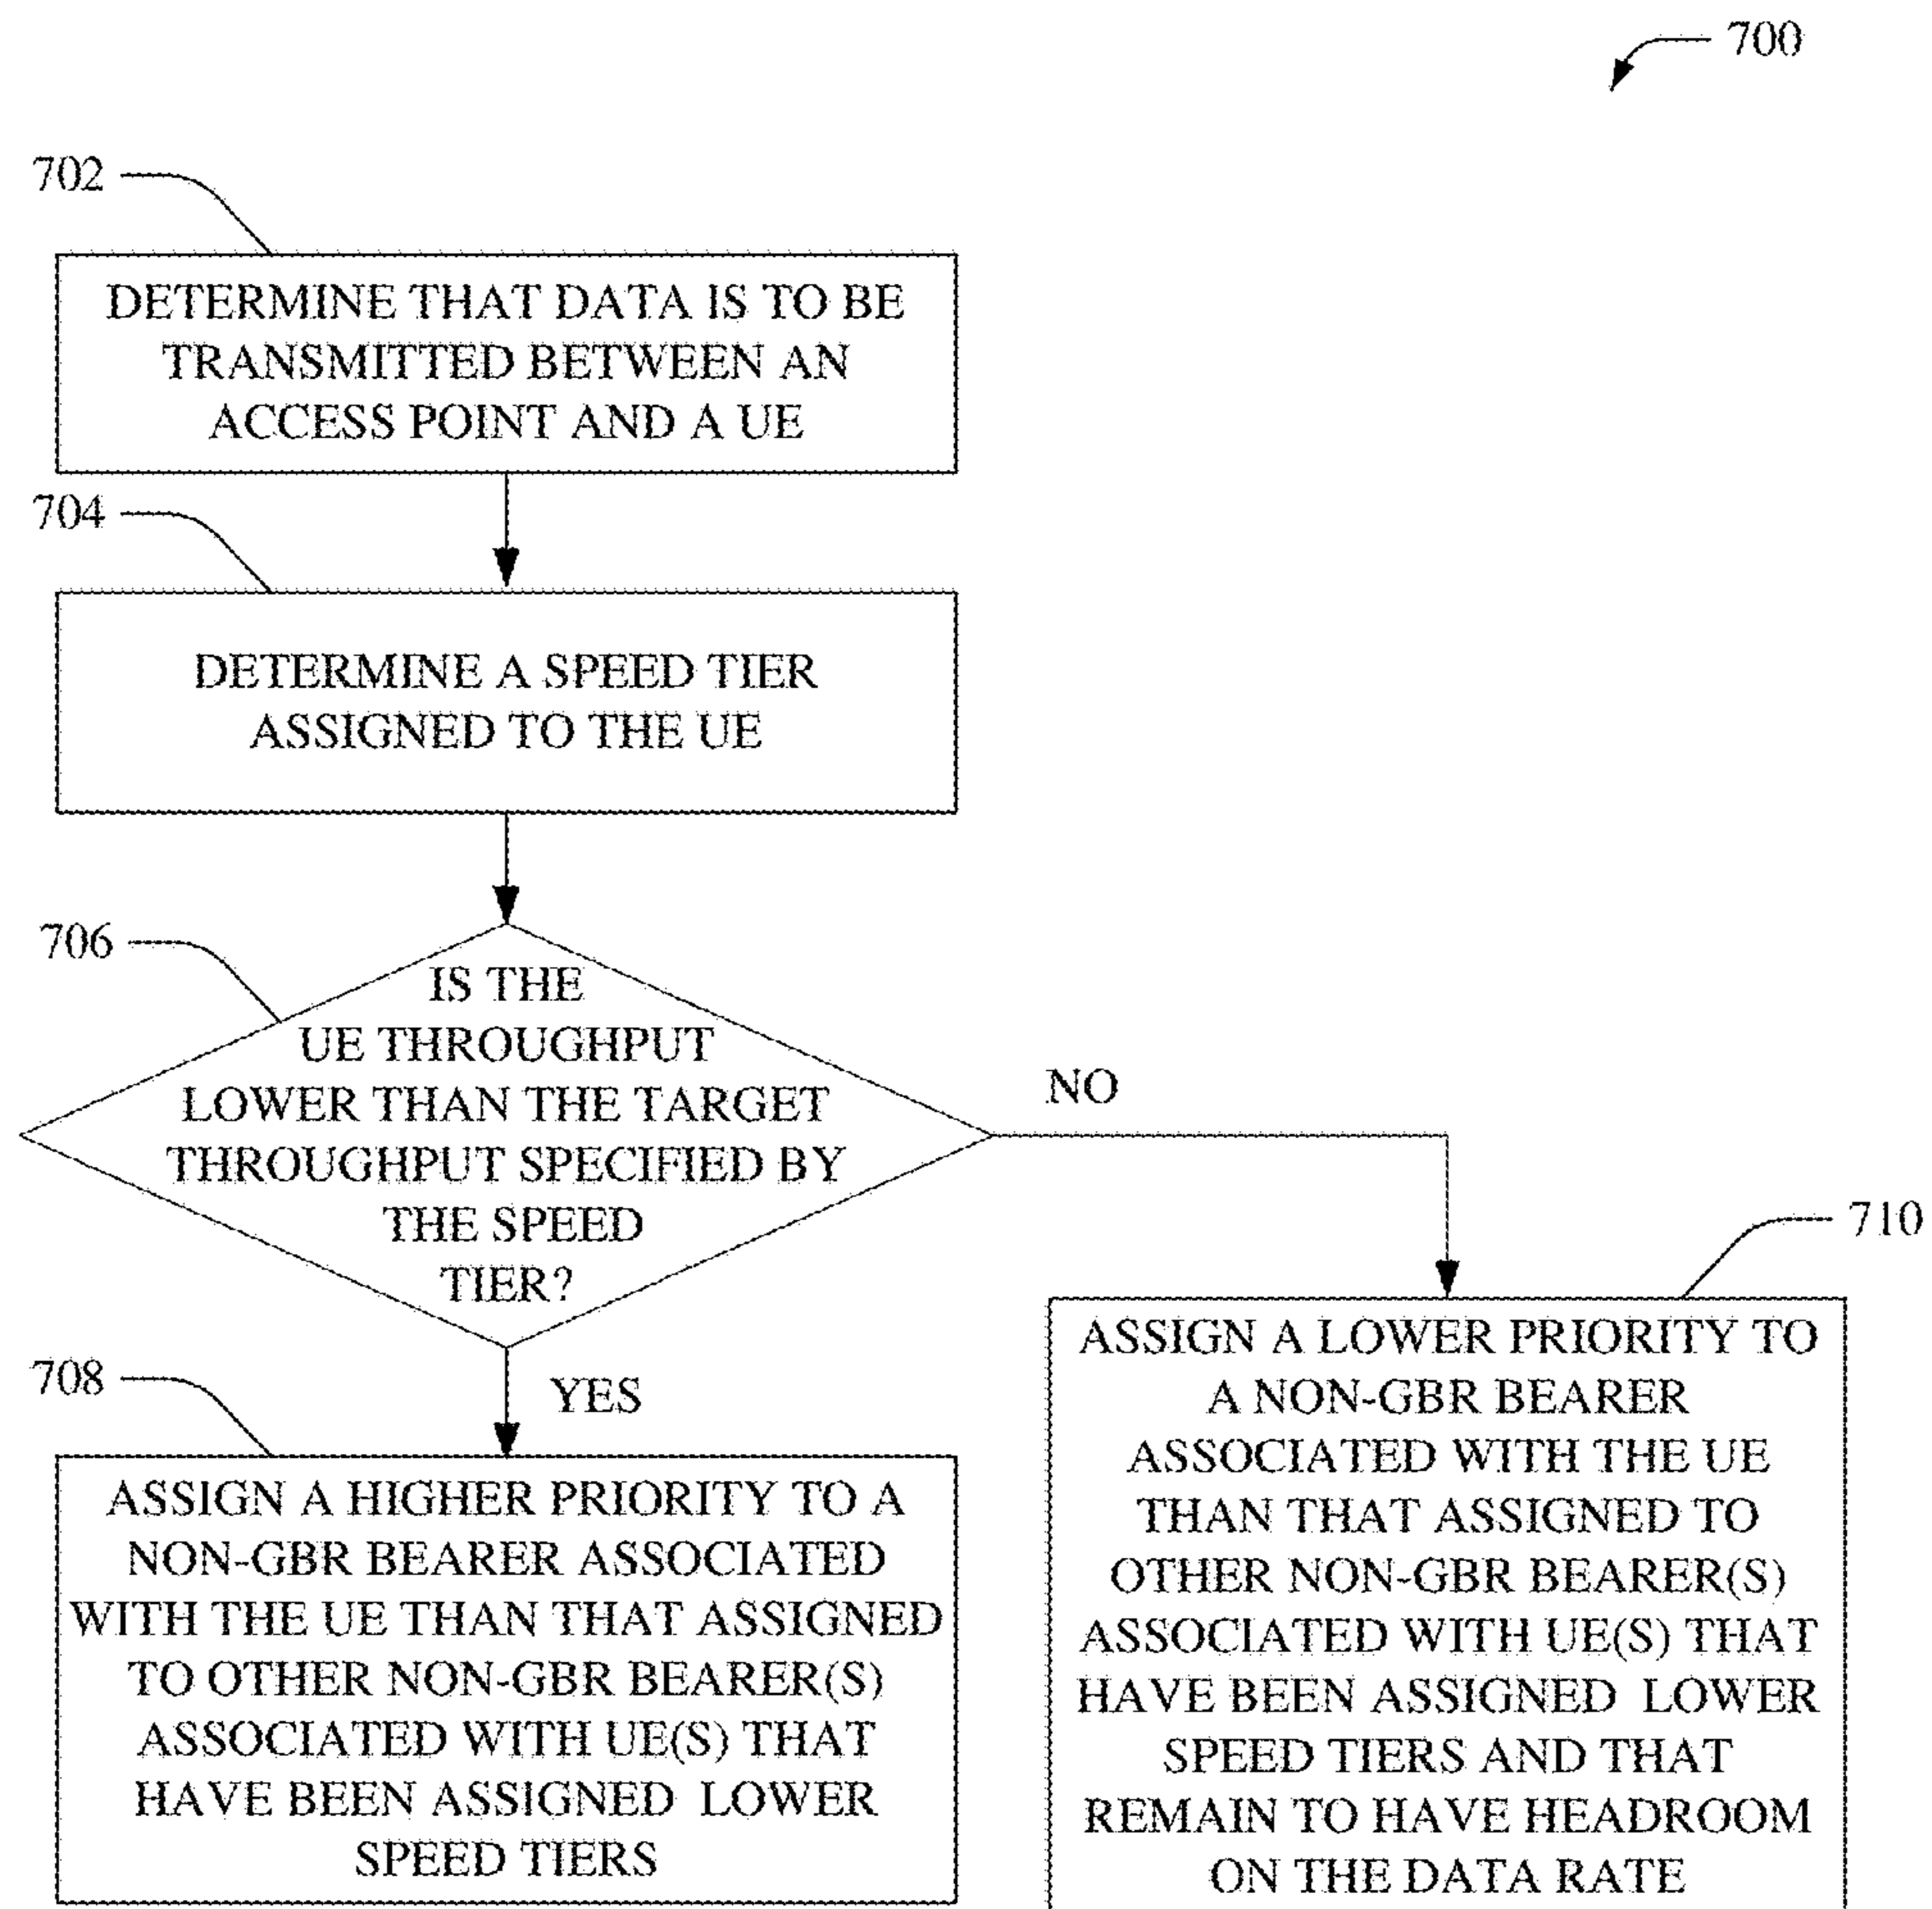 700
702
DETERMINE THAT DATA IS TO BE
TRANSMITTED BETWEEN AN
ACCESS POINT AND A UE
704
DETERMINE A SPEED TIER
ASSIGNED TO THE UE
706
IS THE
UE THROUGHPUT
LOWER THAN THE TARGET
THROUGHPUT SPECIFIED BY
THE SPEED
TIER?
NO
YES
708
ASSIGN A HIGHER PRIORITY TO A
NON-GBR BEARER ASSOCIATED
WITH THE UE THAN THAT ASSIGNED
TO OTHER NON-GBR BEARER(S)
ASSOCIATED WITH UE(S) THAT
HAVE BEEN ASSIGNED LOWER
SPEED TIERS
710
ASSIGN A LOWER PRIORITY TO
A NON-GBR BEARER
ASSOCIATED WITH THE UE
THAN THAT ASSIGNED TO
OTHER NON-GBR BEARER(S)
ASSOCIATED WITH UE(S) THAT
HAVE BEEN ASSIGNED LOWER
SPEED TIERS AND THAT
REMAIN TO HAVE HEADROOM
ON THE DATA RATE